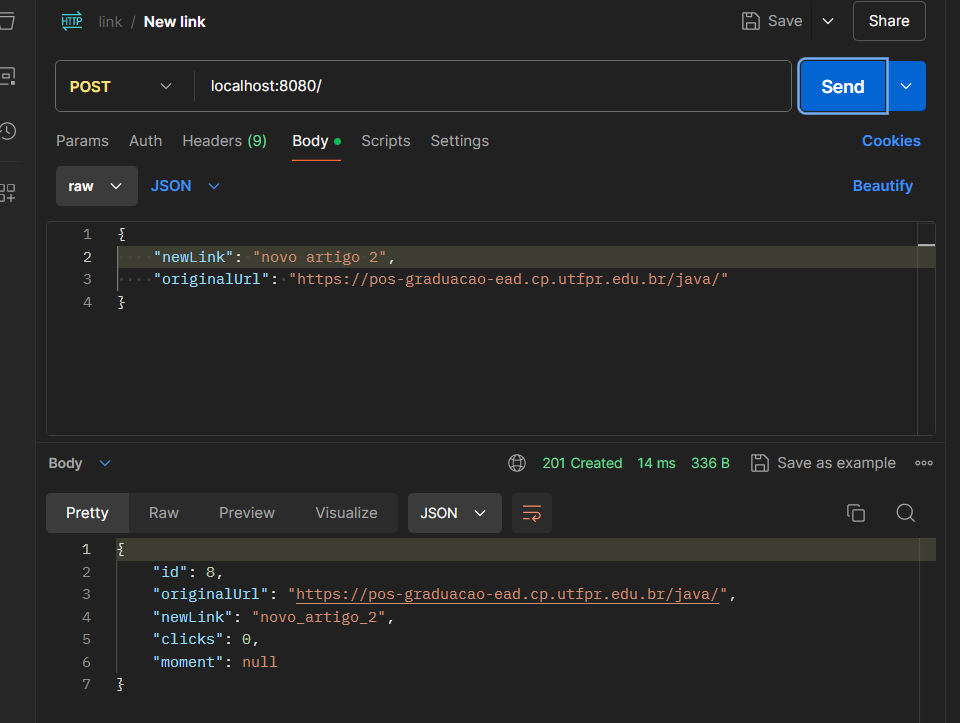 HTTP link / New link Save Share
POST localhost:8080/ Send
Params Auth Headers (9) Body Scripts Settings Cookies
raw JSON Beautify
1 {
2 "newLink": "novo artigo 2",
3 "originalUrl": "https://pos-graduacao-ead.cp.utfpr.edu.br/java/"
4 }
Body 201 Created 14 ms 336 B Save as example
Pretty Raw Preview Visualize JSON
1 {
2 "id": 8,
3 "originalUrl": "https://pos-graduacao-ead.cp.utfpr.edu.br/java/",
4 "newLink": "novo_artigo_2",
5 "clicks": 0,
6 "moment": null
7 }